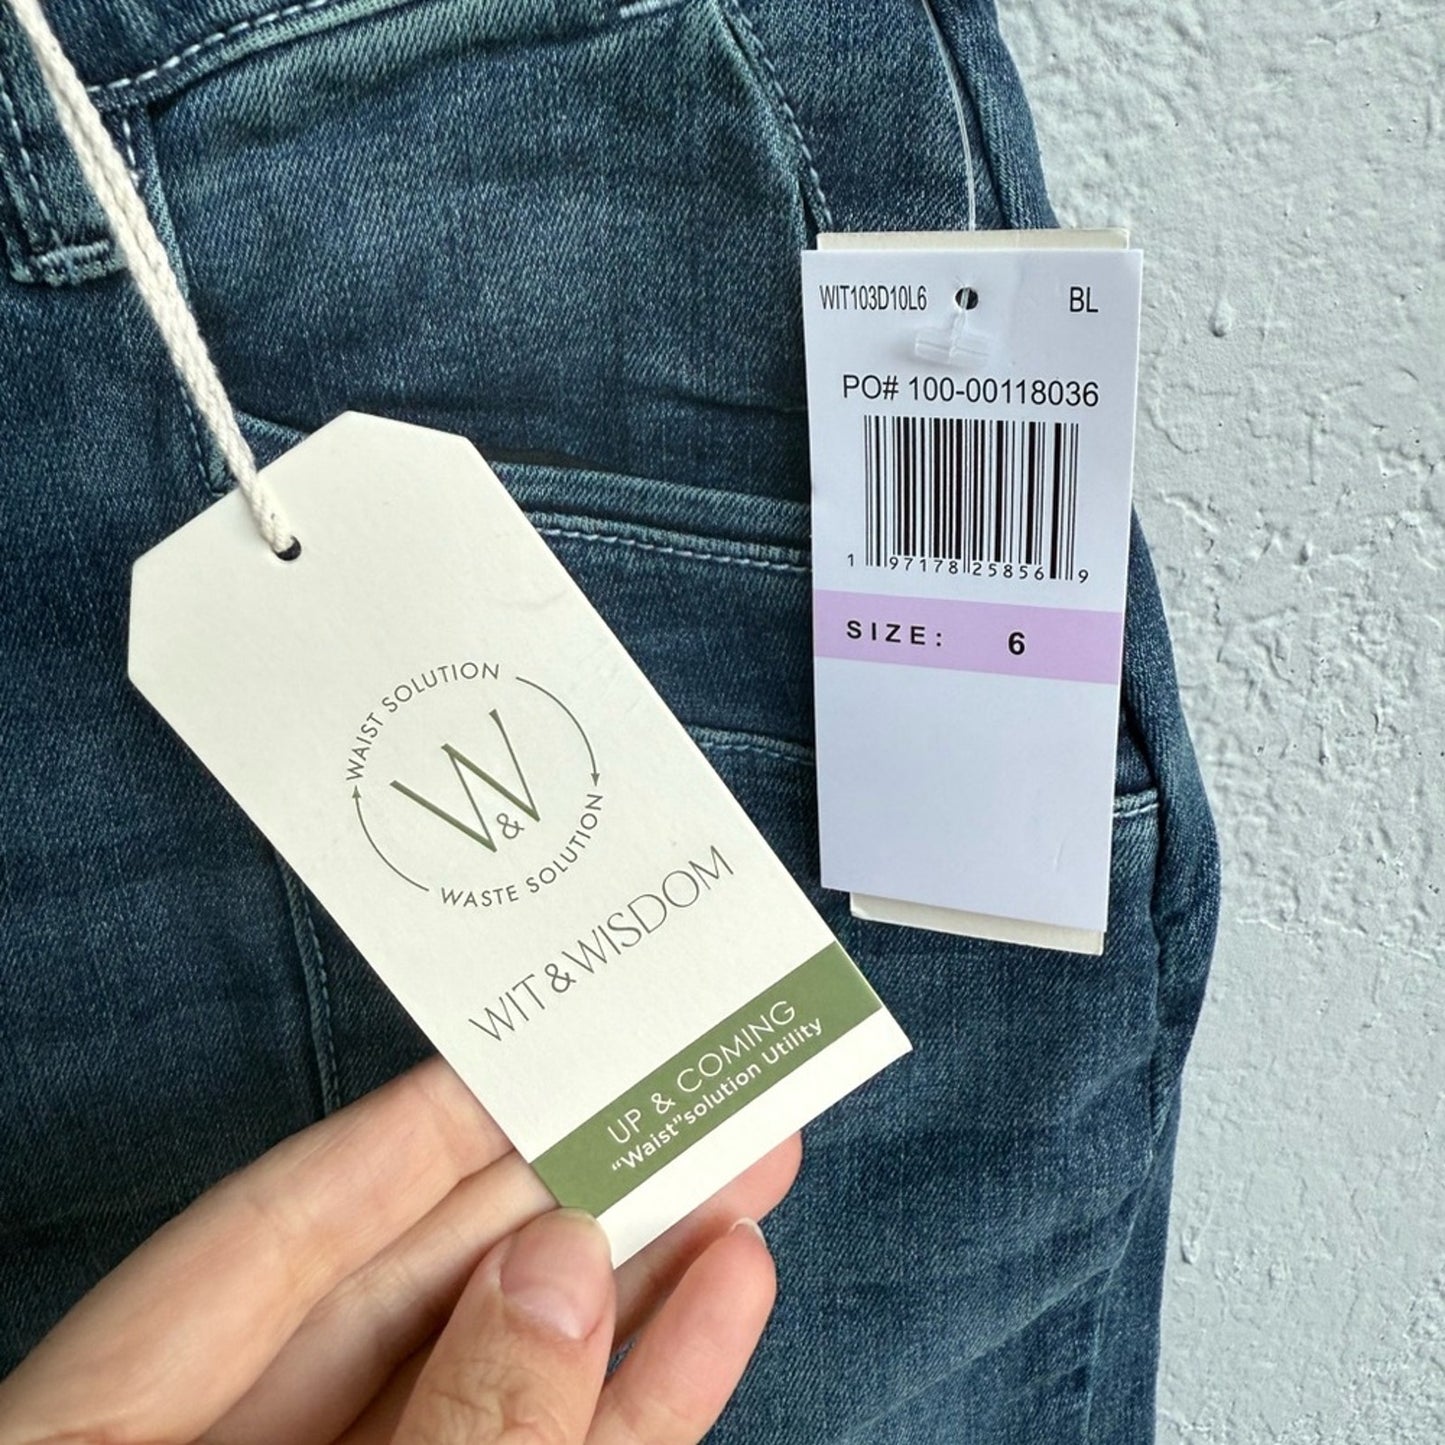 WAIST SOLUTION
W&
WASTE SOLUTION
WIT & WISDOM
UP & COMING
“Waist”solution Utility
WIT103D10L6 BL
PO# 100-00118036
1 97178 25856 9
SIZE: 6